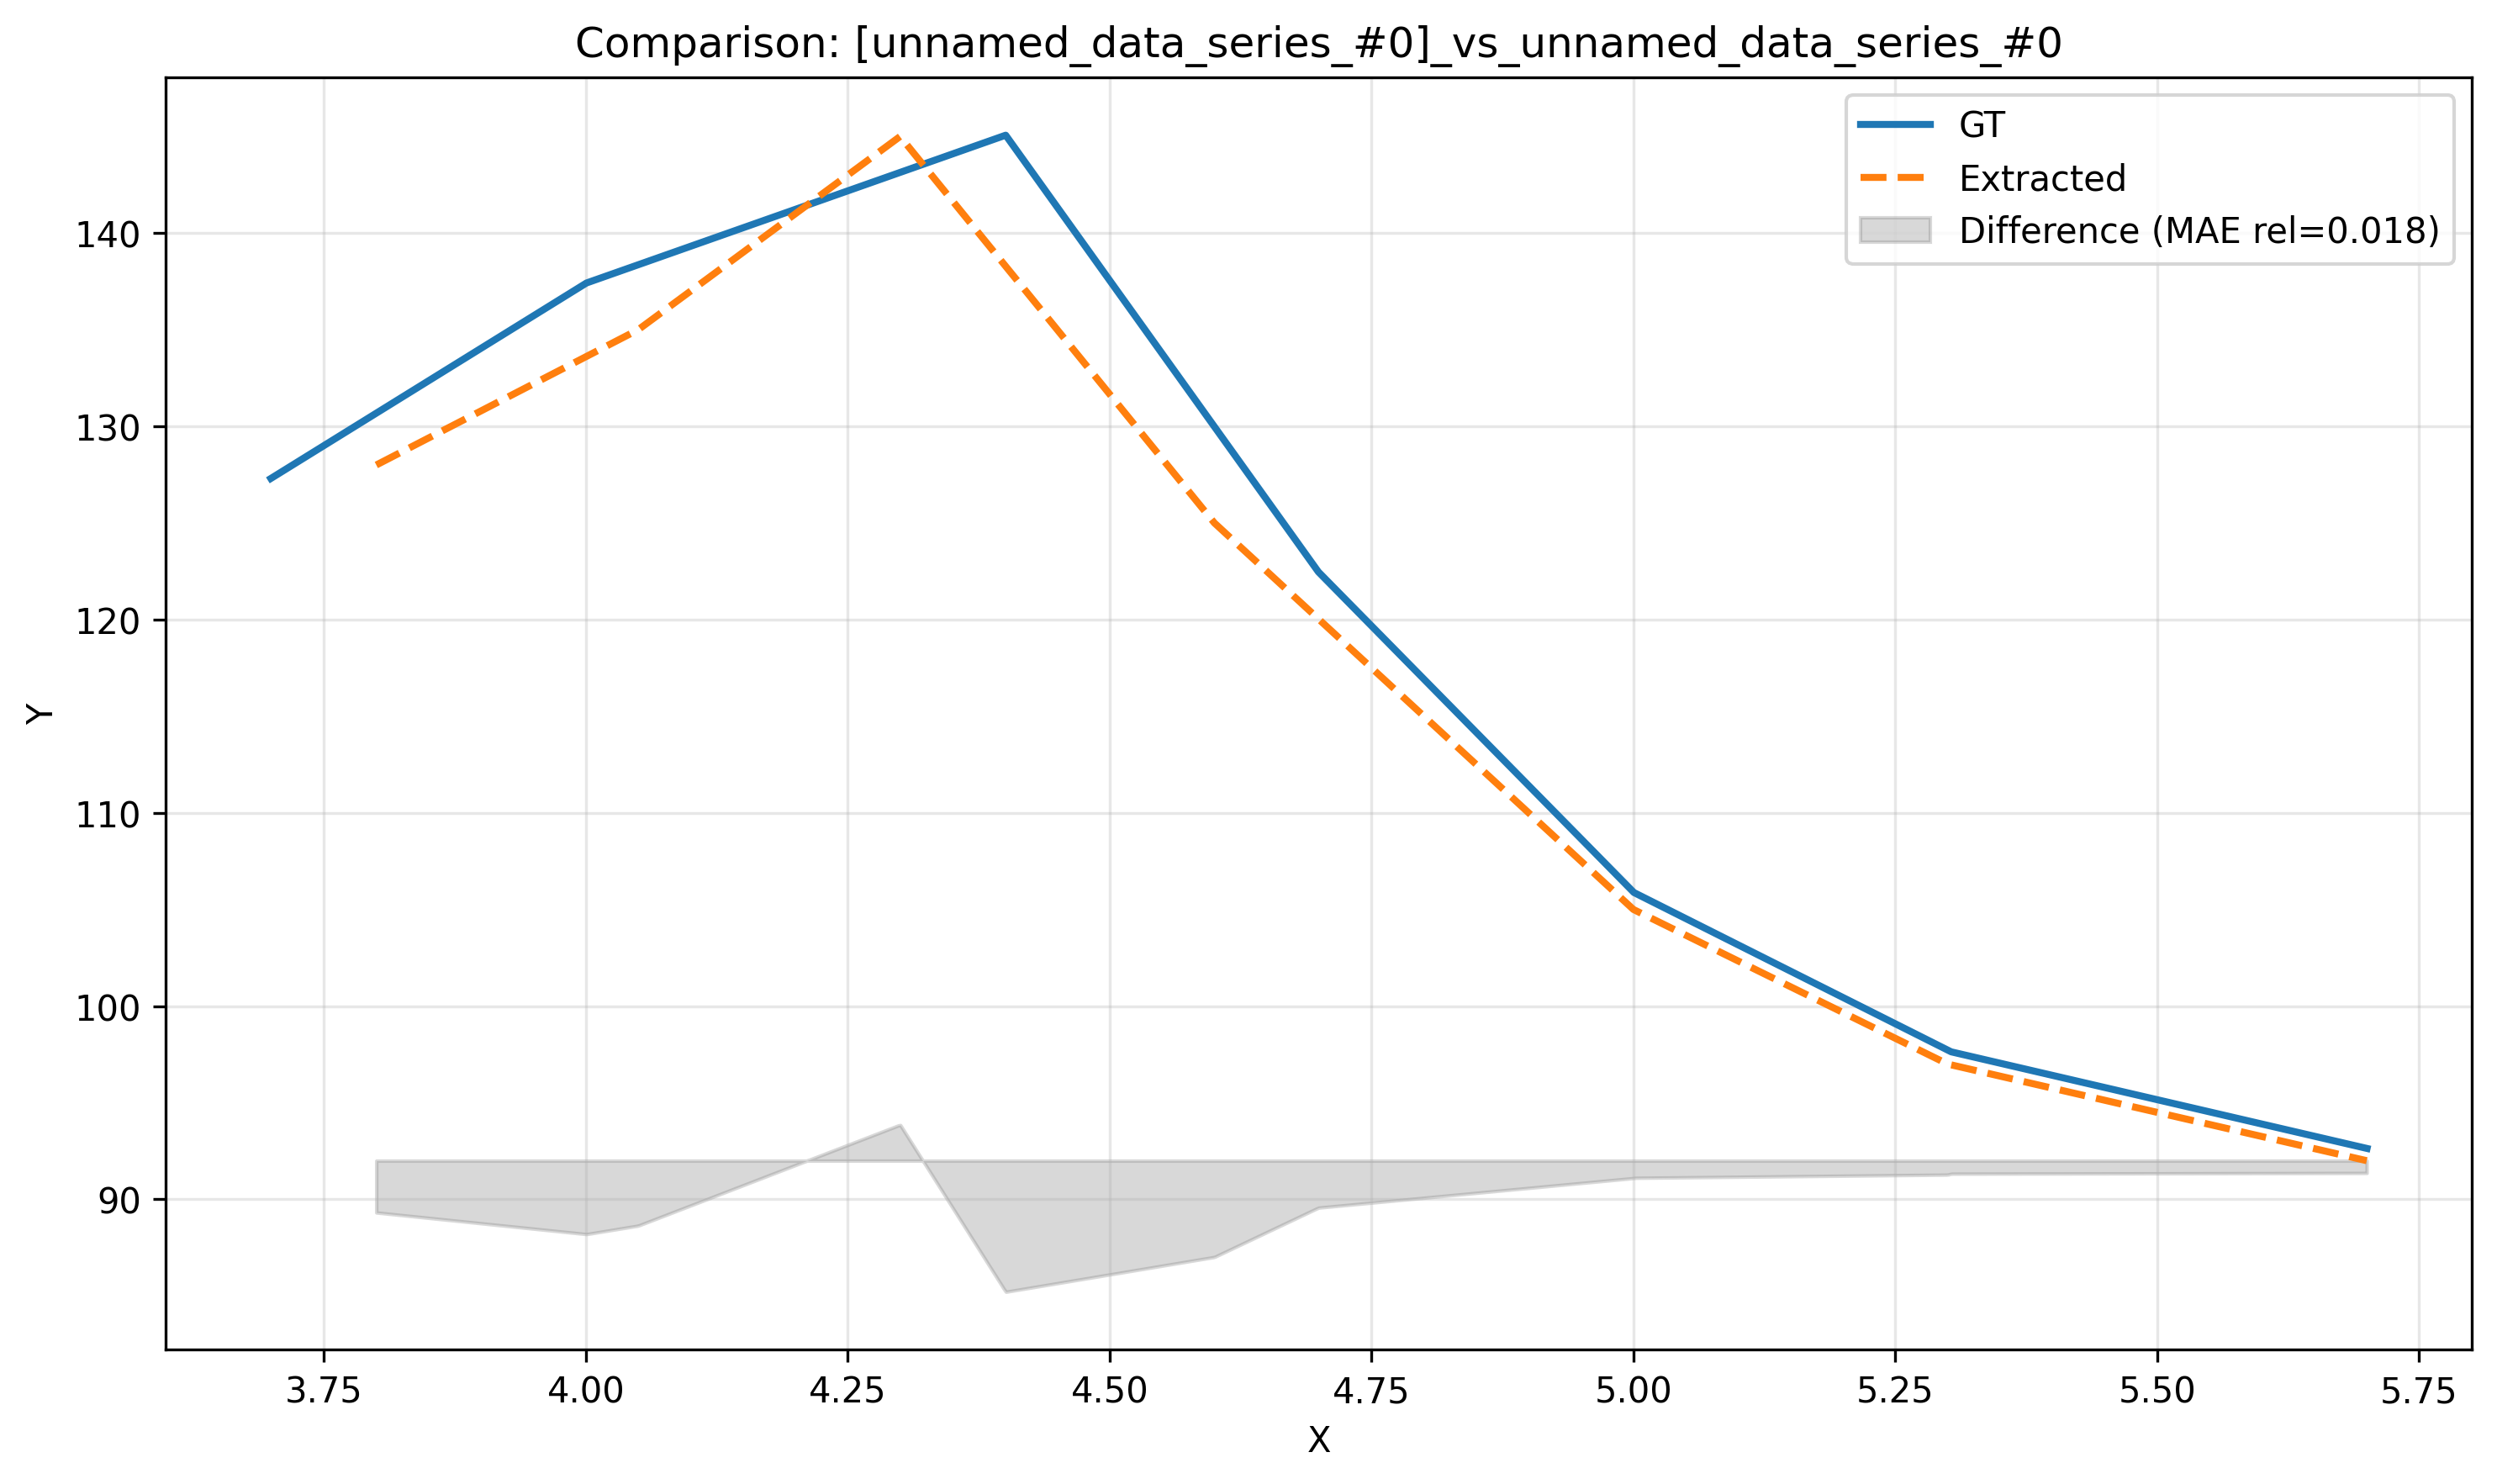 Comparison: [unnamed_data_series_#0]_vs_unnamed_data_series_#0
GT
Extracted
Difference (MAE rel=0.018)
Y
140
130
120
110
100
90
3.75 4.00 4.25 4.50 4.75 5.00 5.25 5.50 5.75
X